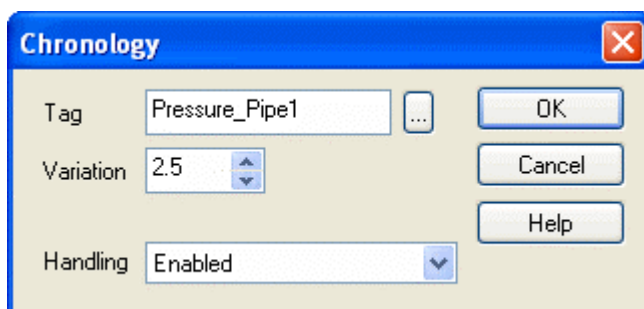 Chronology
Tag Pressure_Pipe1 ... OK
Variation 2.5 Cancel
Help
Handling Enabled